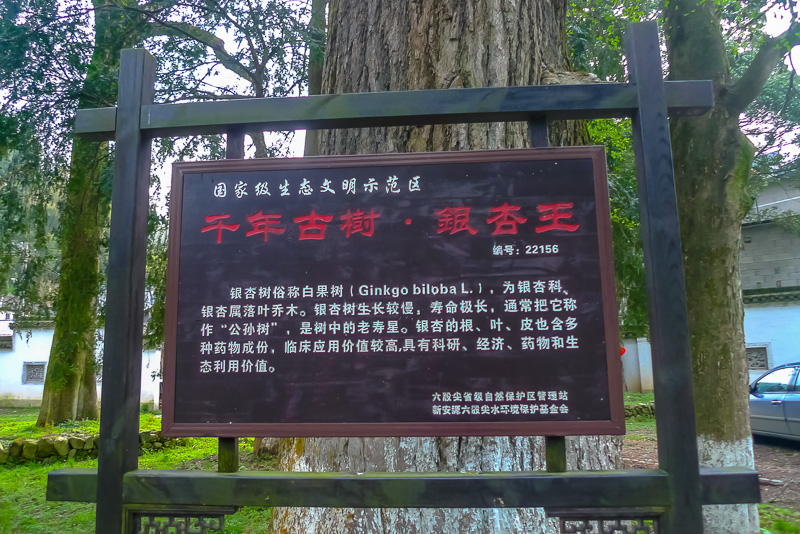 国家级生态文明示范区
千年古樹·銀杏王
编号：22156
银杏树俗称白果树（Ginkgo biloba L.），为银杏科、
银杏属落叶乔木。银杏树生长较慢，寿命极长，通常把它称
作“公孙树”，是树中的老寿星。银杏的根、叶、皮也含多
种药物成份，临床应用价值较高,具有科研、经济、药物和生
态利用价值。
六股尖省级自然保护区管理站
新安源六股尖水环境保护基金会